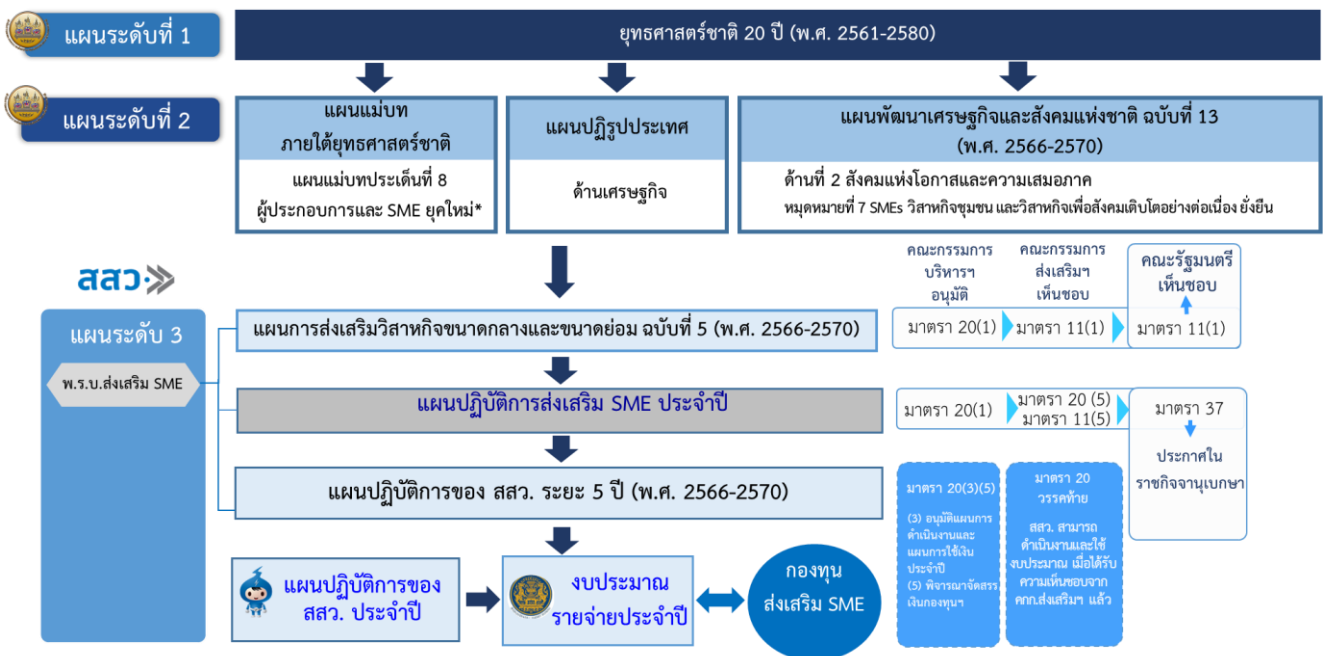 แผนระดับที่ 1
ยุทธศาสตร์ชาติ 20 ปี (พ.ศ. 2561-2580)
แผนระดับที่ 2
แผนแม่บท
ภายใต้ยุทธศาสตร์ชาติ
แผนแม่บทประเด็นที่ 8
ผู้ประกอบการและ SME ยุคใหม่*
แผนปฏิรูปประเทศ
ด้านเศรษฐกิจ
แผนพัฒนาเศรษฐกิจและสังคมแห่งชาติ ฉบับที่ 13
(พ.ศ. 2566-2570)
ด้านที่ 2 สังคมแห่งโอกาสและความเสมอภาค
หมุดหมายที่ 7 SMEs วิสาหกิจชุมชน และวิสาหกิจเพื่อสังคมเติบโตอย่างต่อเนื่อง ยั่งยืน
สสว.
แผนระดับ 3
พ.ร.บ.ส่งเสริม SME
คณะกรรมการ
บริหารฯ
อนุมัติ
คณะกรรมการ
ส่งเสริมฯ
เห็นชอบ
คณะรัฐมนตรี
เห็นชอบ
แผนการส่งเสริมวิสาหกิจขนาดกลางและขนาดย่อม ฉบับที่ 5 (พ.ศ. 2566-2570)
มาตรา 20(1)
มาตรา 11(1)
มาตรา 11(1)
แผนปฏิบัติการส่งเสริม SME ประจำปี
มาตรา 20(1)
มาตรา 20 (5)
มาตรา 11(5)
มาตรา 37
ประกาศใน
ราชกิจจานุเบกษา
แผนปฏิบัติการของ สสว. ระยะ 5 ปี (พ.ศ. 2566-2570)
มาตรา 20(3)(5)
(3) อนุมัติแผนการ
ดำเนินงานและ
แผนการใช้เงิน
ประจำปี
(5) พิจารณาจัดสรร
เงินกองทุนฯ
มาตรา 20
วรรคท้าย
สสว. สามารถ
ดำเนินงานและใช้
งบประมาณ เมื่อได้รับ
ความเห็นชอบจาก
คกก.ส่งเสริมฯ แล้ว
แผนปฏิบัติการของ
สสว. ประจำปี
งบประมาณ
รายจ่ายประจำปี
กองทุน
ส่งเสริม SME